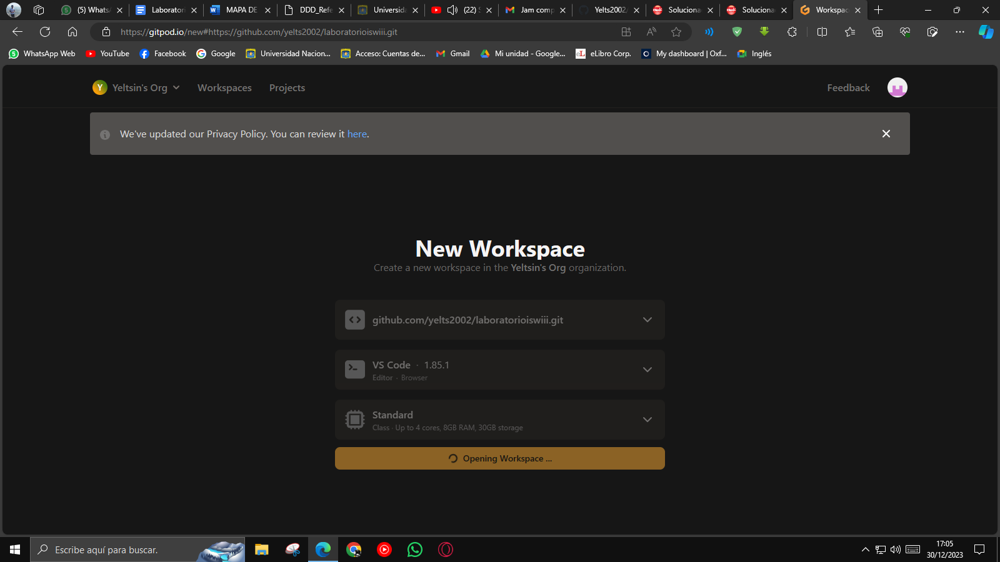 (5) Whats
Laboratori
MAPA DE
DDD_Refe
Universida
(22) S
Jam comp
Yelts2002/
Soluciona
Soluciona
Workspac
https://gitpod.io/new#https://github.com/yelts2002/laboratorioiswiii.git
WhatsApp Web
YouTube
Facebook
Google
Universidad Nacion...
Acceso: Cuentas de...
Gmail
Mi unidad - Google...
eLibro Corp.
My dashboard | Oxf...
Inglés
Y Yeltsin's Org
Workspaces
Projects
Feedback
We've updated our Privacy Policy. You can review it here.
New Workspace
Create a new workspace in the Yeltsin's Org organization.
github.com/yelts2002/laboratorioiswiii.git
VS Code · 1.85.1
Editor · Browser
Standard
Class · Up to 4 cores, 8GB RAM, 30GB storage
Opening Workspace ...
Escribe aquí para buscar.
17:05
30/12/2023